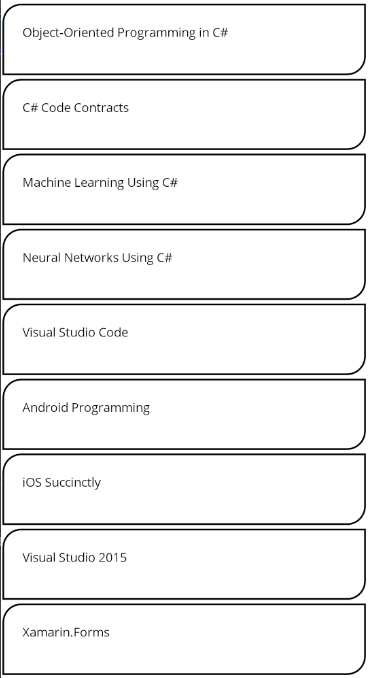 Object-Oriented Programming in C#
C# Code Contracts
Machine Learning Using C#
Neural Networks Using C#
Visual Studio Code
Android Programming
iOS Succinctly
Visual Studio 2015
Xamarin.Forms